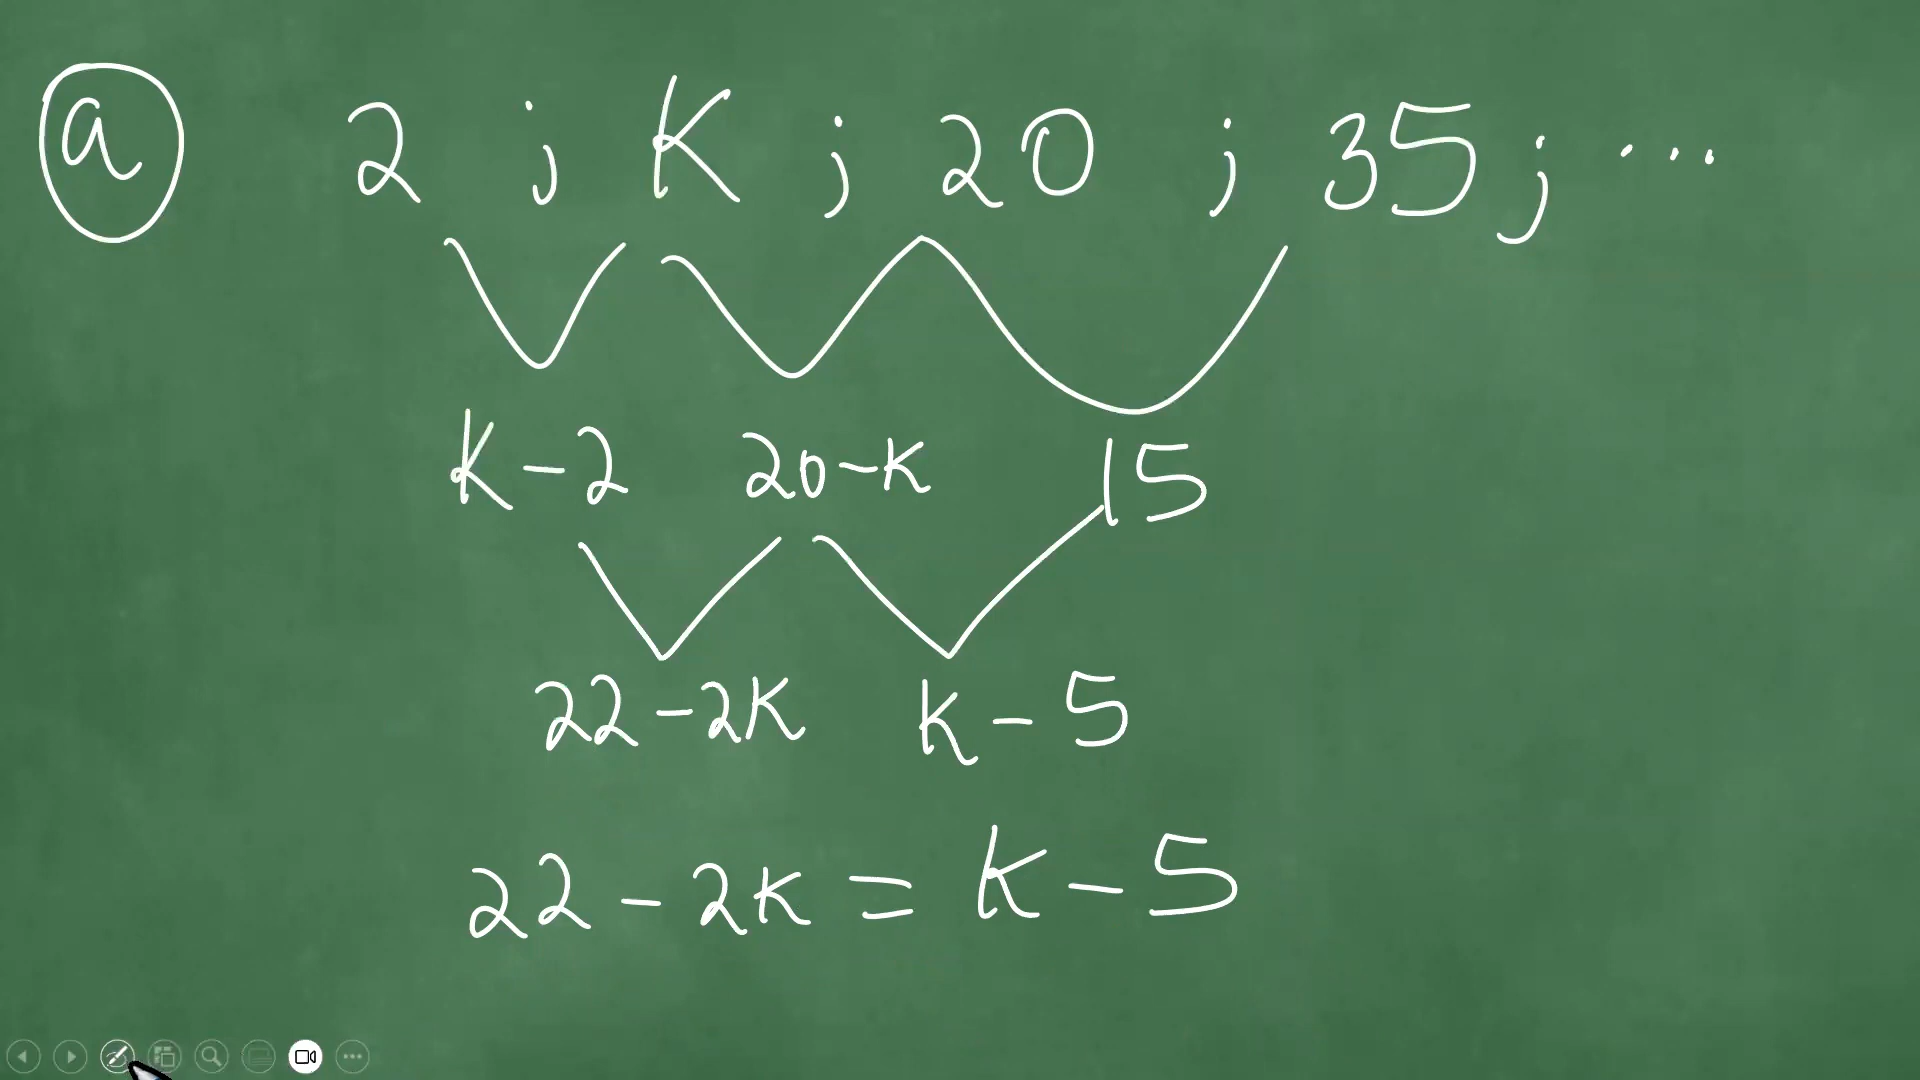 a 2 ; K ; 20 ; 35 ; ...
K - 2 20 - K 15
22 - 2K K - 5
22 - 2K = K - 5